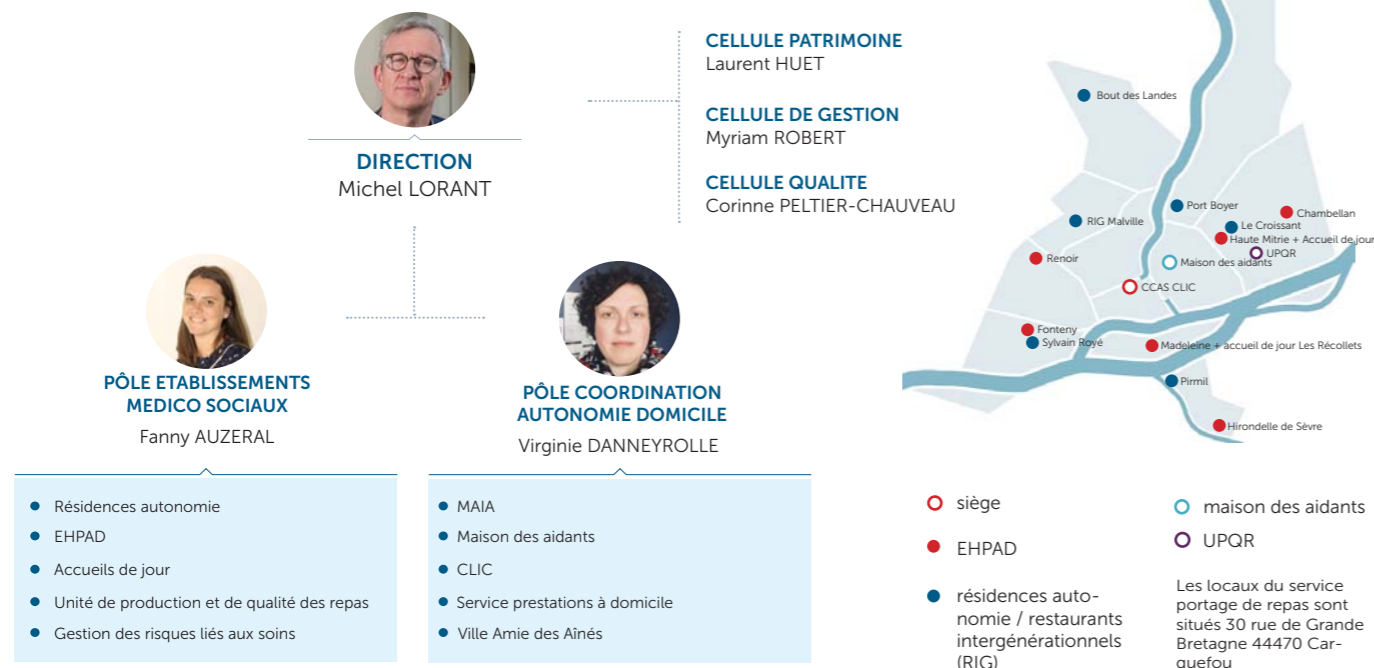 DIRECTION
Michel LORANT
CELLULE PATRIMOINE
Laurent HUET
CELLULE DE GESTION
Myriam ROBERT
CELLULE QUALITE
Corinne PELTIER-CHAUVEAU
PÔLE ETABLISSEMENTS
MEDICO SOCIAUX
Fanny AUZERAL
Résidences autonomie
EHPAD
Accueils de jour
Unité de production et de qualité des repas
Gestion des risques liés aux soins
PÔLE COORDINATION
AUTONOMIE DOMICILE
Virginie DANNEYROLLE
MAIA
Maison des aidants
CLIC
Service prestations à domicile
Ville Amie des Aînés
Bout des Landes
Port Boyer
Chambellan
RIG Malville
Le Croissant
Haute Mitrie + Accueil de jour
UPQR
Renoir
Maison des aidants
CCAS CLIC
Fonteny
Sylvain Royé
Madeleine + accueil de jour Les Récollets
Pirmil
Hirondelle de Sèvre
siège
EHPAD
résidences auto-
nomie / restaurants
intergénérationnels
(RIG)
maison des aidants
UPQR
Les locaux du service
portage de repas sont
situés 30 rue de Grande
Bretagne 44470 Car-
quefou